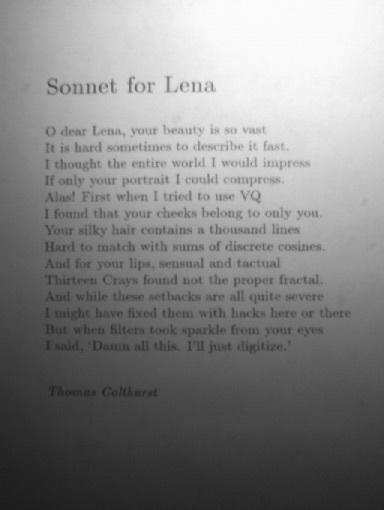 Sonnet for Lena
O dear Lena, your beauty is so vast
It is hard sometimes to describe it fast.
I thought the entire world I would impress
If only your portrait I could compress.
Alas! First when I tried to use VQ
I found that your cheeks belong to only you.
Your silky hair contains a thousand lines
Hard to match with sums of discrete cosines.
And for your lips, sensual and tactual
Thirteen Crays found not the proper fractal.
And while these setbacks are all quite severe
I might have fixed them with hacks here or there
But when filters took sparkle from your eyes
I said, 'Damn all this. I'll just digitize.'
Thomas Colthurst